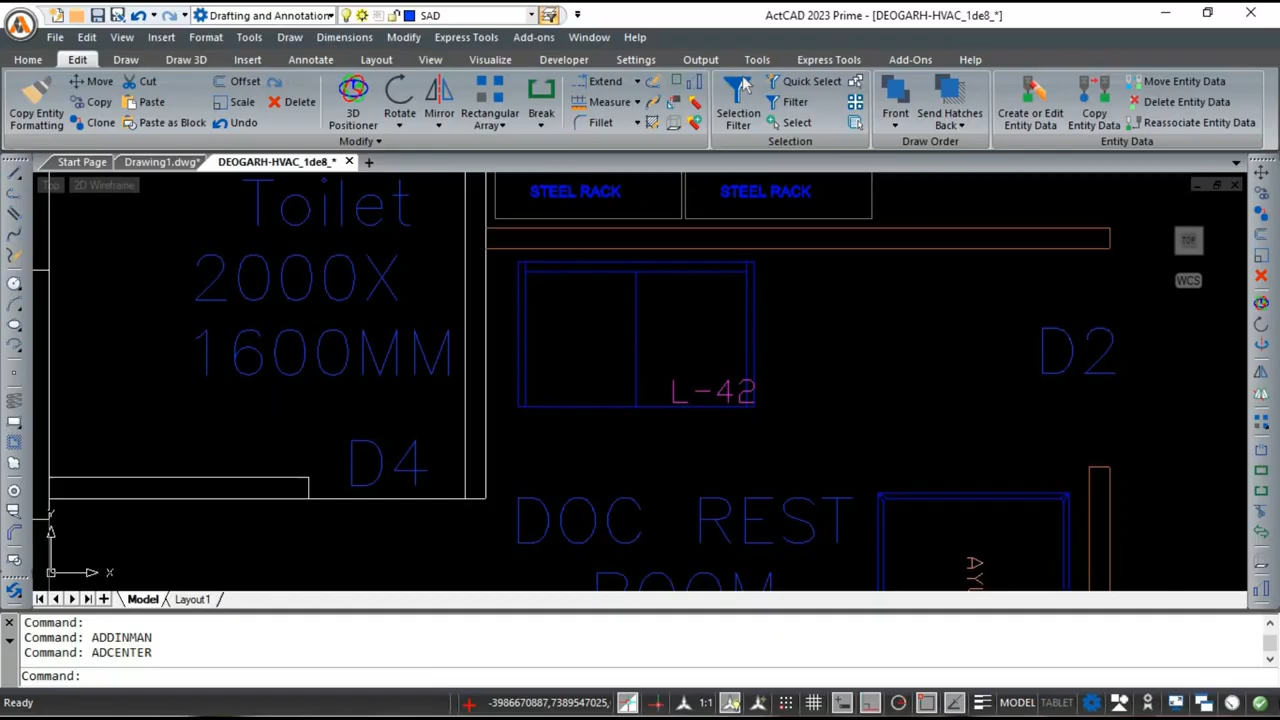 Drafting and Annotation
SAD
ActCAD 2023 Prime - [DEOGARH-HVAC_1de8_*]
File Edit View Insert Format Tools Draw Dimensions Modify Express Tools Add-ons Window Help
Home Edit Draw Draw 3D Insert Annotate Layout View Visualize Developer Settings Output Tools Express Tools Add-Ons Help
Copy Entity Formatting
Move Cut
Copy Paste
Clone Paste as Block
Offset
Scale Delete
Undo
3D Positioner
Rotate
Mirror
Rectangular Array
Break
Extend
Measure
Fillet
Modify
Selection Filter
Quick Select
Filter
Select
Selection
Front
Send Hatches Back
Draw Order
Create or Edit Entity Data
Copy Entity Data
Move Entity Data
Delete Entity Data
Reassociate Entity Data
Entity Data
Start Page Drawing1.dwg* DEOGARH-HVAC_1de8_*
Top 2D Wireframe
Toilet
2000X
1600MM
D4
STEEL RACK STEEL RACK
L-42
D2
DOC REST
ROOM
AYU
TOP
WCS
Y
X
Model Layout1
Command:
Command: ADDINMAN
Command: ADCENTER
Command:
Ready
-3986670887,7389547025,
1:1
MODEL TABLET